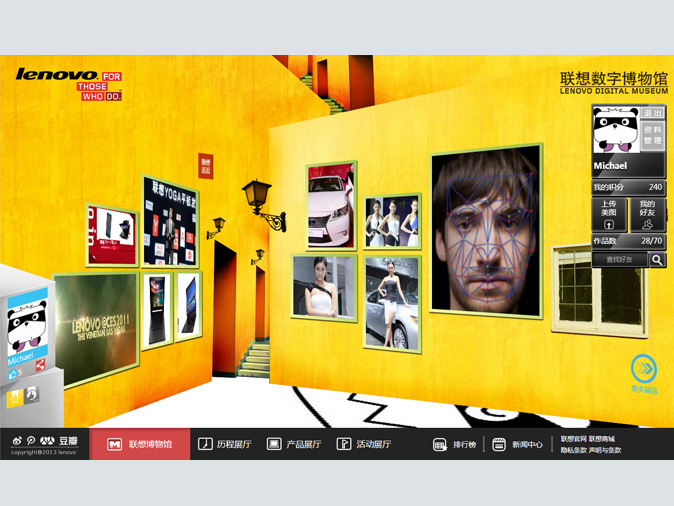 lenovo FOR
THOSE
WHO DO.
联想数字博物馆
LENOVO DIGITAL MUSEUM
退出
资料
管理
Michael
我的积分 240
上传
美图
我的
好友
作品数 28/70
查找好友
联想YOGA平板发
LENOVO @CES2011
THE VENETIAN, LAS VEGAS
Michael
5
豆瓣
copyright@2013 lenovo
联想博物馆
历程展厅
产品展厅
活动展厅
排行榜
新闻中心
联想官网 联想商城
隐私条款 声明与条款